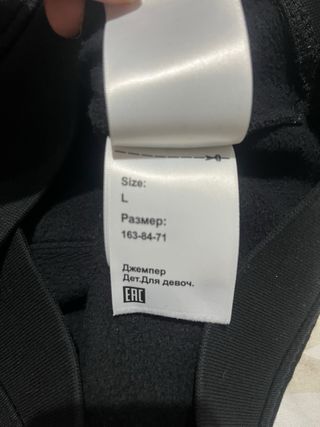 Size:
L
Размер:
163-84-71
Джемпер
Дет.Для девоч.
EAC